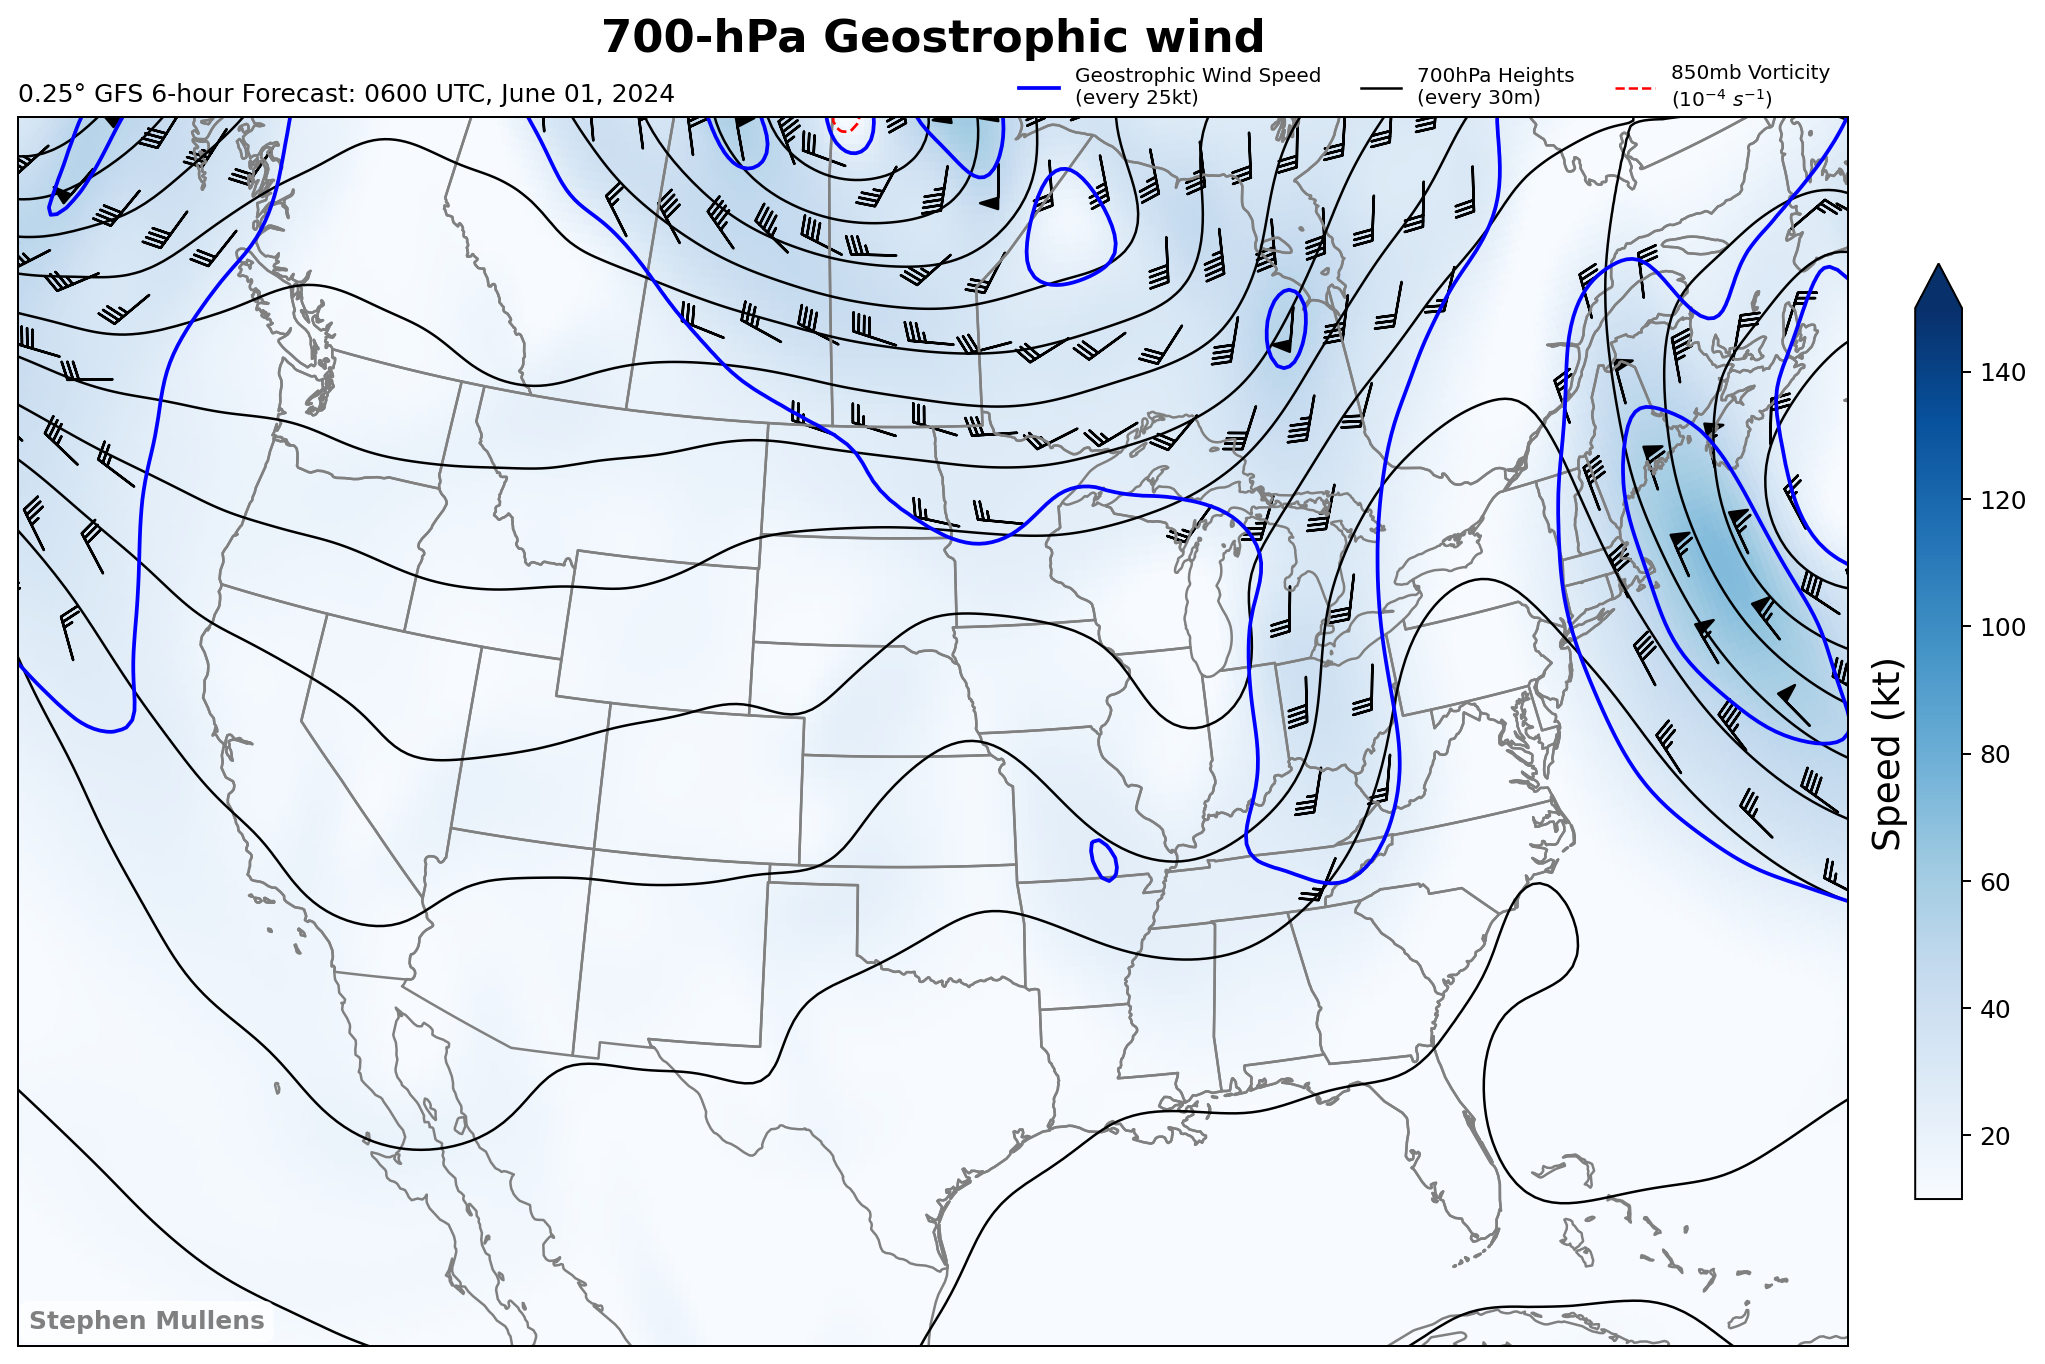 700-hPa Geostrophic wind
0.25° GFS 6-hour Forecast: 0600 UTC, June 01, 2024
Geostrophic Wind Speed
(every 25kt)
700hPa Heights
(every 30m)
850mb Vorticity
(10⁻⁴ s⁻¹)
140
120
100
80
60
40
20
Speed (kt)
Stephen Mullens